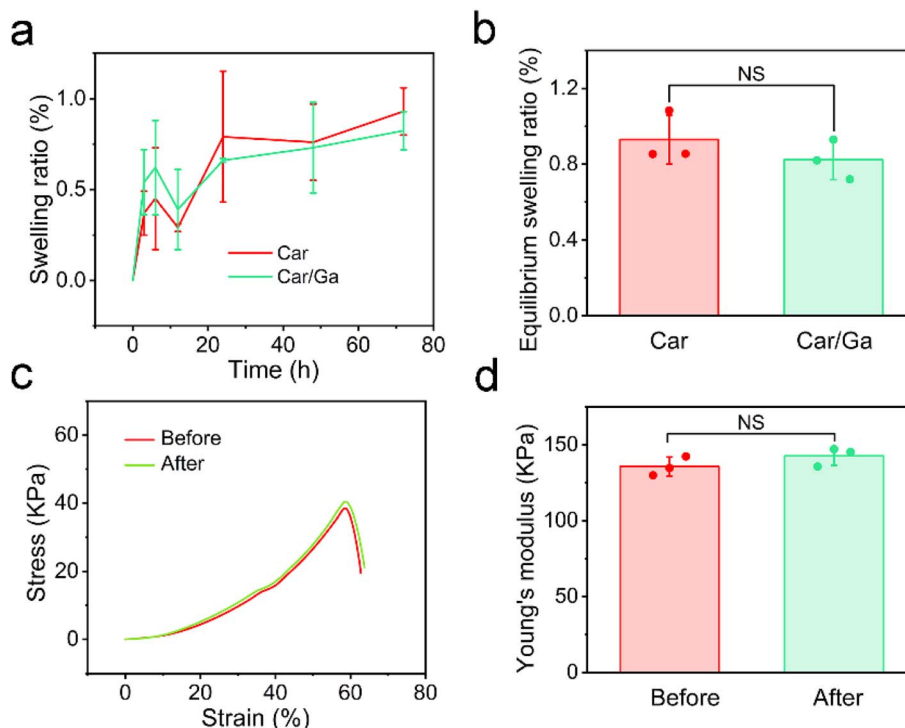 a
Swelling ratio (%)
1.0
0.5
0.0
Car
Car/Ga
0 20 40 60 80
Time (h)
b
Equilibrium swelling ratio (%)
1.2
0.8
0.4
0.0
NS
Car Car/Ga
c
Stress (KPa)
60
40
20
0
Before
After
0 20 40 60 80
Strain (%)
d
Young's modulus (KPa)
150
100
50
0
NS
Before After